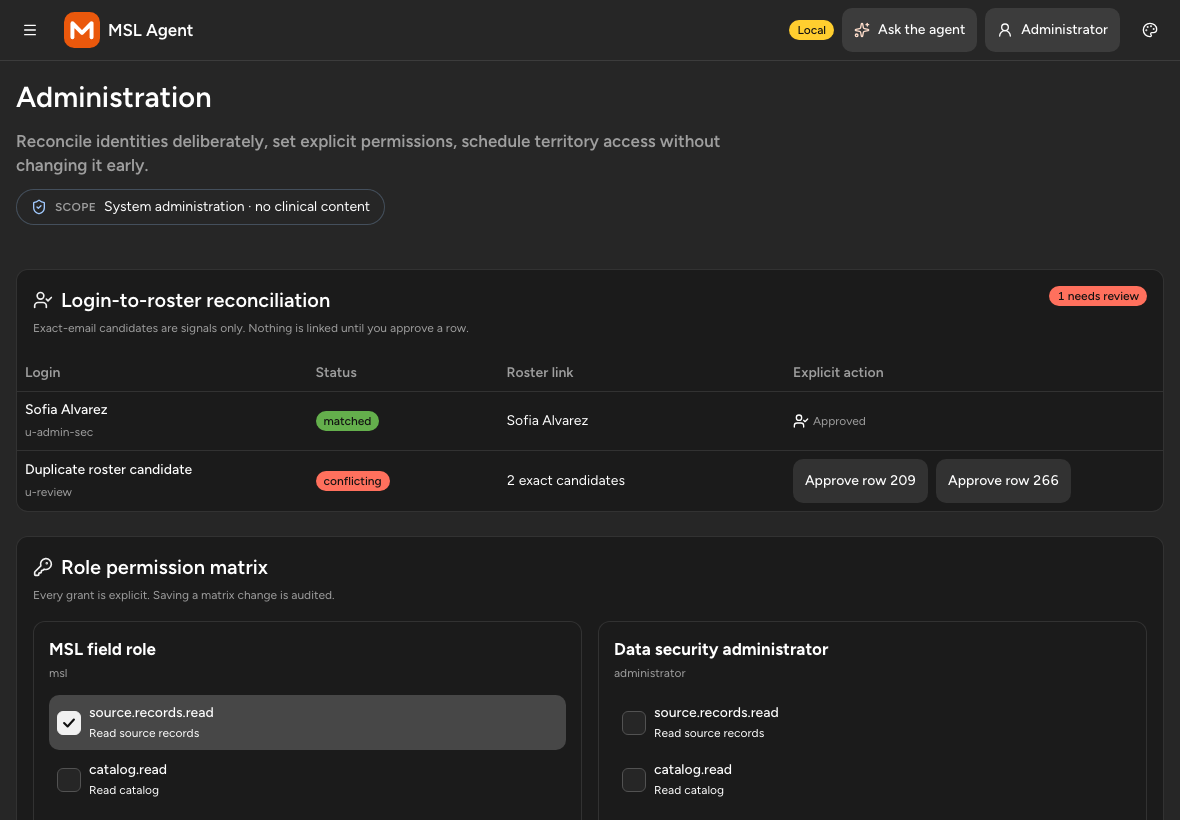 MSL Agent
Local
Ask the agent
Administrator
Administration
Reconcile identities deliberately, set explicit permissions, schedule territory access without
changing it early.
SCOPE System administration · no clinical content
Login-to-roster reconciliation
1 needs review
Exact-email candidates are signals only. Nothing is linked until you approve a row.
Login Status Roster link Explicit action
Sofia Alvarez
u-admin-sec
matched
Sofia Alvarez
Approved
Duplicate roster candidate
u-review
conflicting
2 exact candidates
Approve row 209
Approve row 266
Role permission matrix
Every grant is explicit. Saving a matrix change is audited.
MSL field role
msl
source.records.read
Read source records
catalog.read
Read catalog
Data security administrator
administrator
source.records.read
Read source records
catalog.read
Read catalog